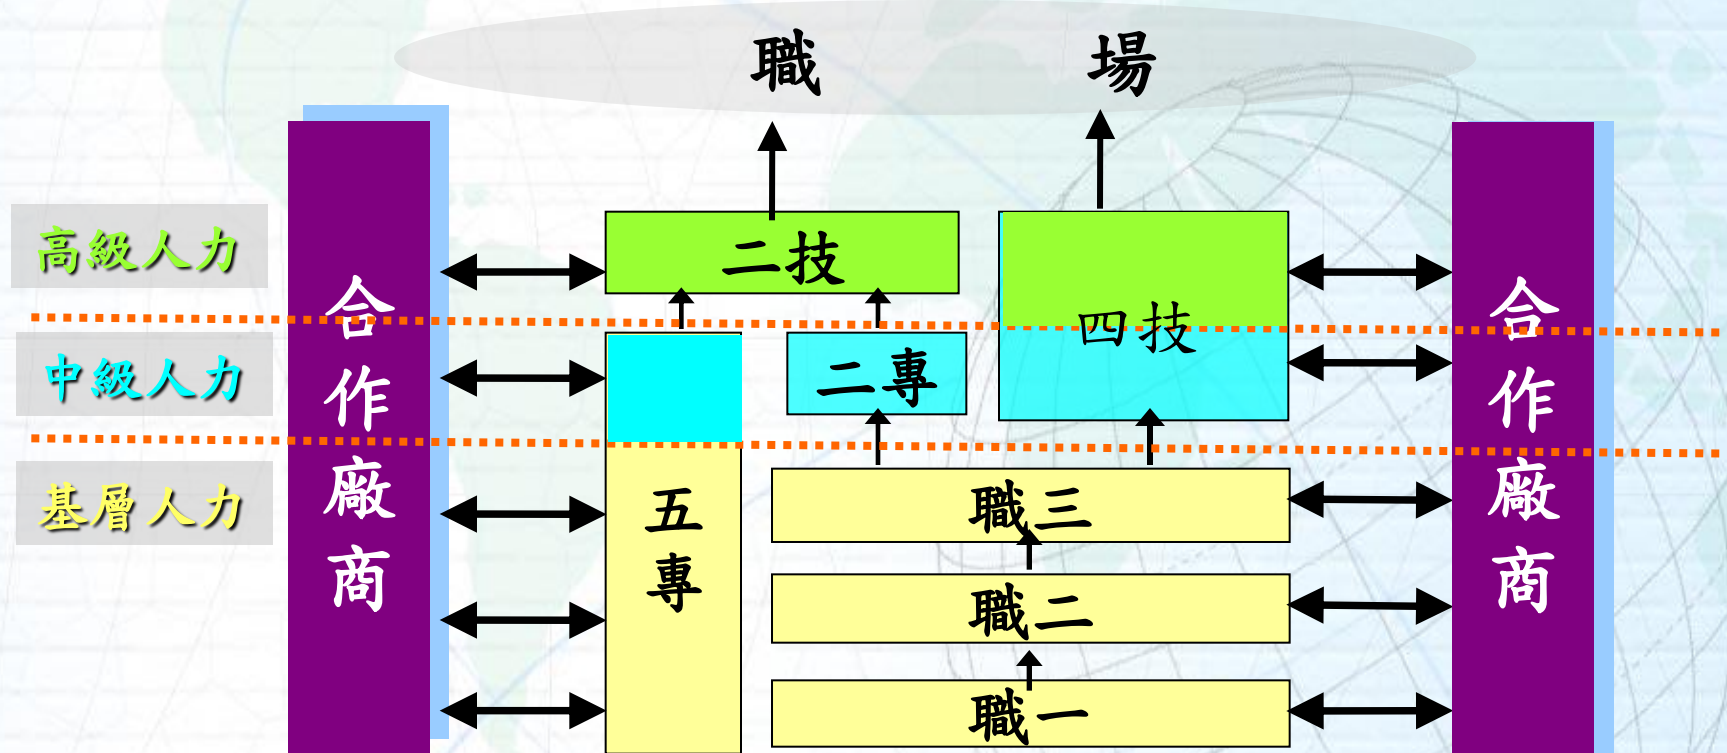 職 場
高級人力
中級人力
基層人力
合作廠商
二技
四技
二專
五專
職三
職二
職一
合作廠商